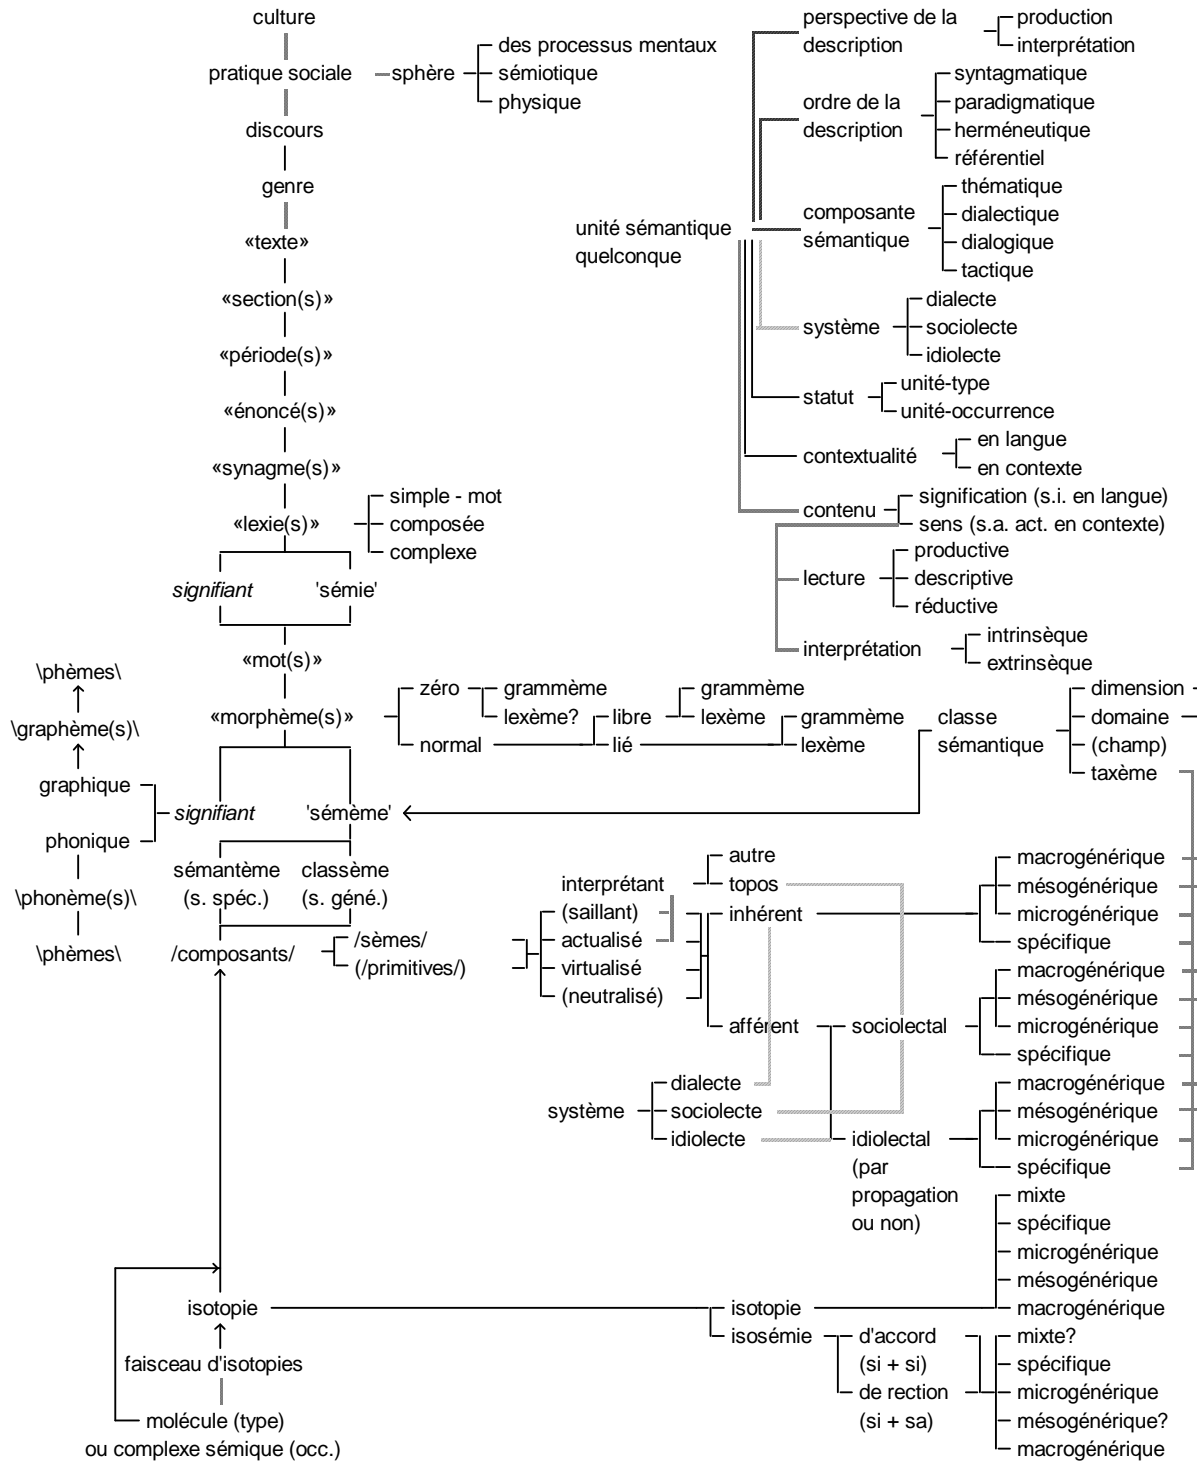 culture
pratique sociale
sphère
des processus mentaux
sémiotique
physique
discours
genre
«texte»
«section(s)»
«période(s)»
«énoncé(s)»
«synagme(s)»
«lexie(s)»
simple - mot
composée
complexe
signifiant
'sémie'
«mot(s)»
«morphème(s)»
zéro
normal
grammème
lexème?
libre
lié
grammème
lexème
grammème
lexème
unité sémantique
quelconque
perspective de la
description
production
interprétation
ordre de la
description
syntagmatique
paradigmatique
herméneutique
référentiel
composante
sémantique
thématique
dialectique
dialogique
tactique
système
dialecte
sociolecte
idiolecte
statut
unité-type
unité-occurrence
contextualité
en langue
en contexte
contenu
signification (s.i. en langue)
sens (s.a. act. en contexte)
lecture
productive
descriptive
réductive
interprétation
intrinsèque
extrinsèque
classe
sémantique
dimension
domaine
(champ)
taxème
\phèmes\
\graphème(s)\
graphique
phonique
\phonème(s)\
\phèmes\
signifiant
'sémème'
sémantème
(s. spéc.)
classème
(s. géné.)
/composants/
/sèmes/
(/primitives/)
interprétant
(saillant)
actualisé
virtualisé
(neutralisé)
autre
topos
inhérent
afférent
macrogénérique
mésogénérique
microgénérique
spécifique
sociolectal
macrogénérique
mésogénérique
microgénérique
spécifique
système
dialecte
sociolecte
idiolecte
idiolectal
(par
propagation
ou non)
macrogénérique
mésogénérique
microgénérique
spécifique
isotopie
faisceau d'isotopies
molécule (type)
ou complexe sémique (occ.)
isotopie
isosémie
mixte
spécifique
microgénérique
mésogénérique
macrogénérique
d'accord
(si + si)
de rection
(si + sa)
mixte?
spécifique
microgénérique
mésogénérique?
macrogénérique